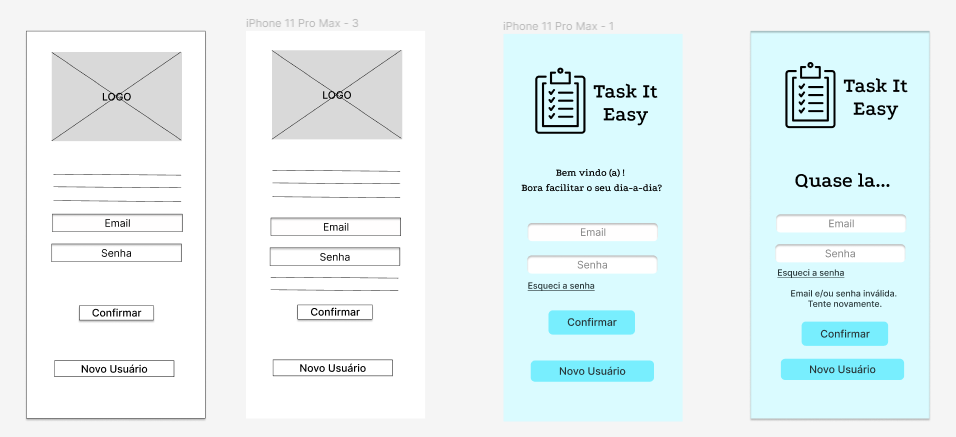 iPhone 11 Pro Max - 3
iPhone 11 Pro Max - 1
LOGO
Email
Senha
Confirmar
Novo Usuário
LOGO
Email
Senha
Confirmar
Novo Usuário
Task It
Easy
Bem vindo (a) !
Bora facilitar o seu dia-a-dia?
Email
Senha
Esqueci a senha
Confirmar
Novo Usuário
Task It
Easy
Quase la...
Email
Senha
Esqueci a senha
Email e/ou senha inválida.
Tente novamente.
Confirmar
Novo Usuário